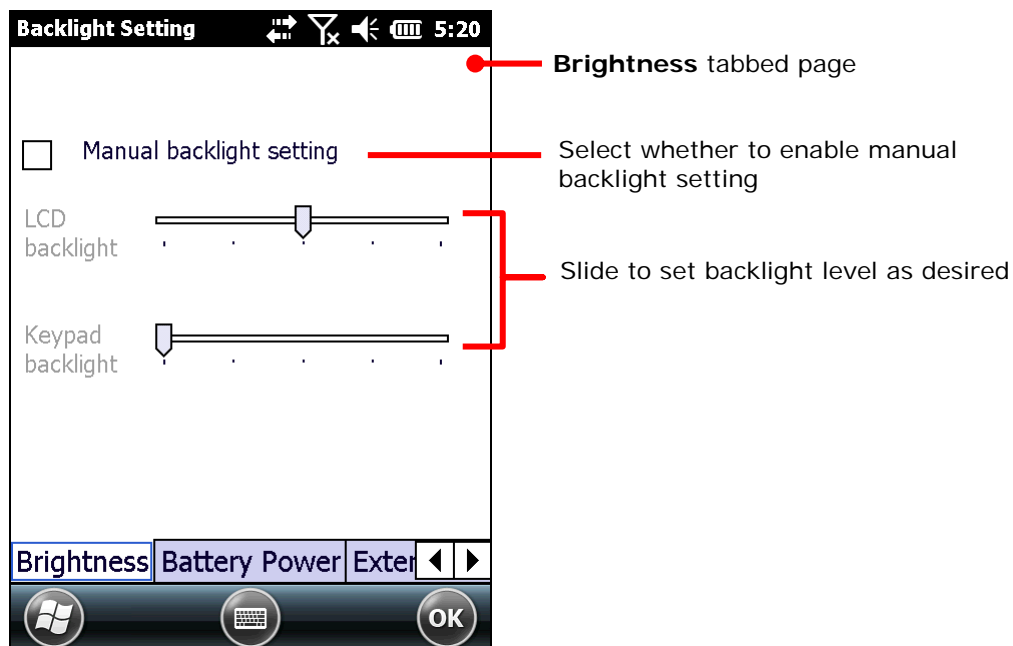 Backlight Setting 5:20
Brightness tabbed page
Manual backlight setting
Select whether to enable manual
backlight setting
LCD
backlight
Slide to set backlight level as desired
Keypad
backlight
Brightness Battery Power Exter
OK